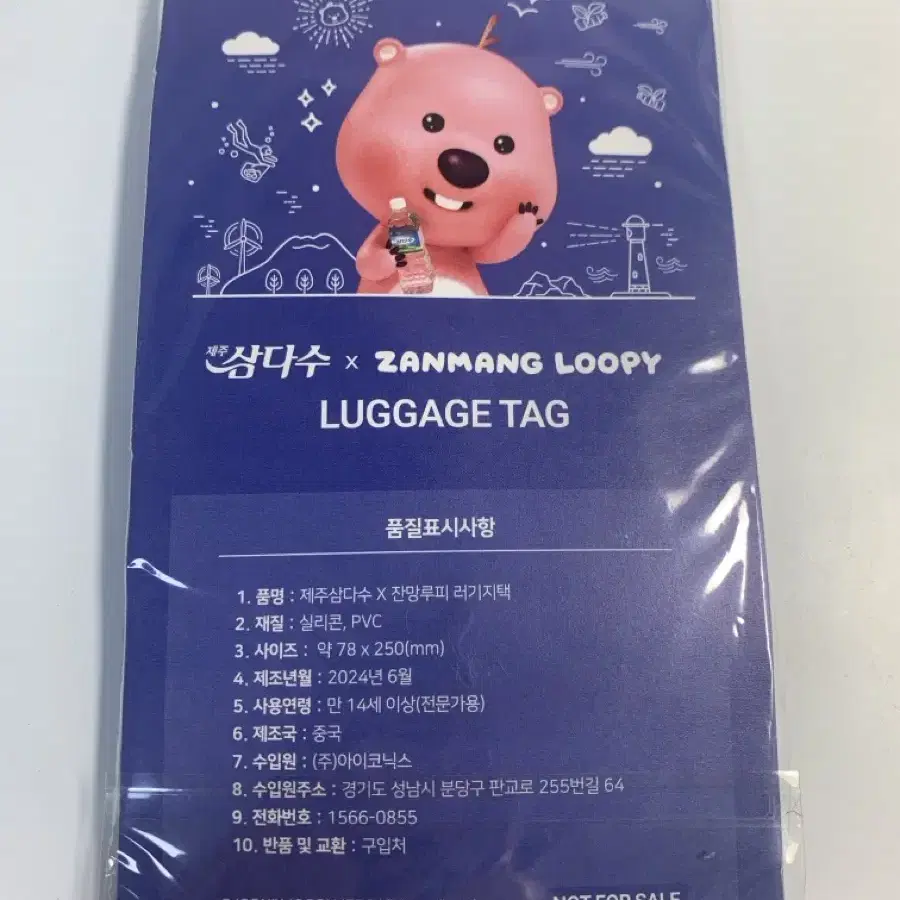 제주삼다수 x ZANMANG LOOPY
LUGGAGE TAG
품질표시사항
1. 품명 : 제주삼다수 X 잔망루피 러기지택
2. 재질 : 실리콘, PVC
3. 사이즈 : 약 78 x 250(mm)
4. 제조년월 : 2024년 6월
5. 사용연령 : 만 14세 이상(전문가용)
6. 제조국 : 중국
7. 수입원 : (주)아이코닉스
8. 수입원주소 : 경기도 성남시 분당구 판교로 255번길 64
9. 전화번호 : 1566-0855
10. 반품 및 교환 : 구입처
NOT FOR SALE